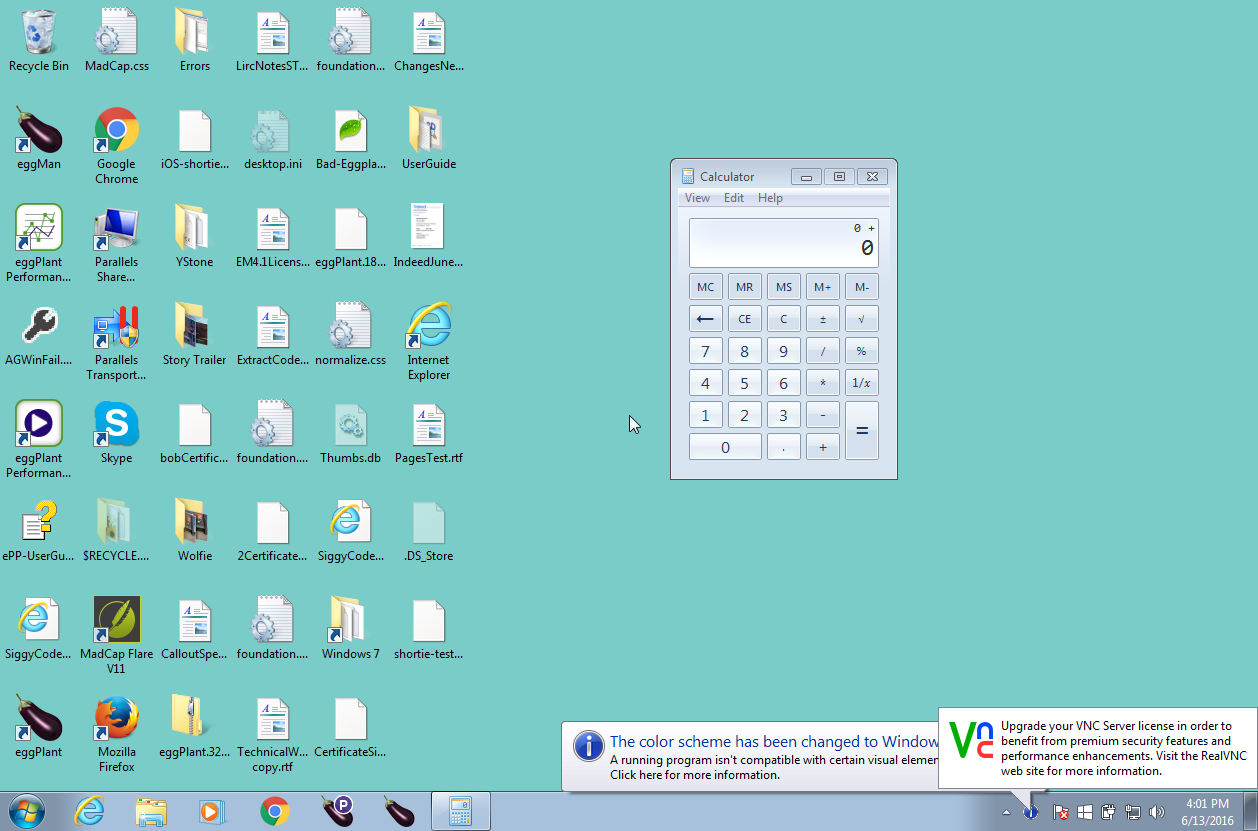 Recycle Bin
MadCap.css
Errors
LircNotesST...
foundation...
ChangesNe...
eggMan
Google
Chrome
iOS-shortie...
desktop.ini
Bad-Eggpla...
UserGuide
eggPlant
Performan...
Parallels
Share...
YStone
EM4.1Licens...
eggPlant.18...
IndeedJune...
AGWinFail....
Parallels
Transport...
Story Trailer
ExtractCode...
normalize.css
Internet
Explorer
eggPlant
Performan...
Skype
bobCertific...
foundation....
Thumbs.db
PagesTest.rtf
ePP-UserGu...
$RECYCLE....
Wolfie
2Certificate...
SiggyCode...
.DS_Store
SiggyCode...
MadCap Flare
V11
CalloutSpe...
foundation....
Windows 7
shortie-test...
eggPlant
Mozilla
Firefox
eggPlant.32...
TechnicalW...
copy.rtf
CertificateSi...
Calculator
View Edit Help
0 +
0
MC MR MS M+ M-
← CE C ± √
7 8 9 / %
4 5 6 * 1/x
1 2 3 - =
0 . +
The color scheme has been changed to Window
A running program isn't compatible with certain visual elemen
Click here for more information.
Upgrade your VNC Server license in order to
benefit from premium security features and
performance enhancements. Visit the RealVNC
web site for more information.
4:01 PM
6/13/2016